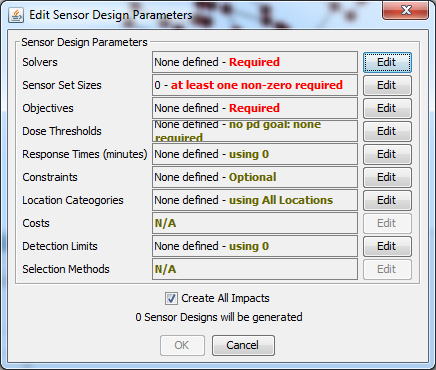 Edit Sensor Design Parameters
Sensor Design Parameters
Solvers None defined - Required Edit
Sensor Set Sizes 0 - at least one non-zero required Edit
Objectives None defined - Required Edit
Dose Thresholds None defined - no pd goal: none required Edit
Response Times (minutes) None defined - using 0 Edit
Constraints None defined - Optional Edit
Location Cateogories None defined - using All Locations Edit
Costs N/A Edit
Detection Limits None defined - using 0 Edit
Selection Methods N/A Edit
Create All Impacts
0 Sensor Designs will be generated
OK Cancel